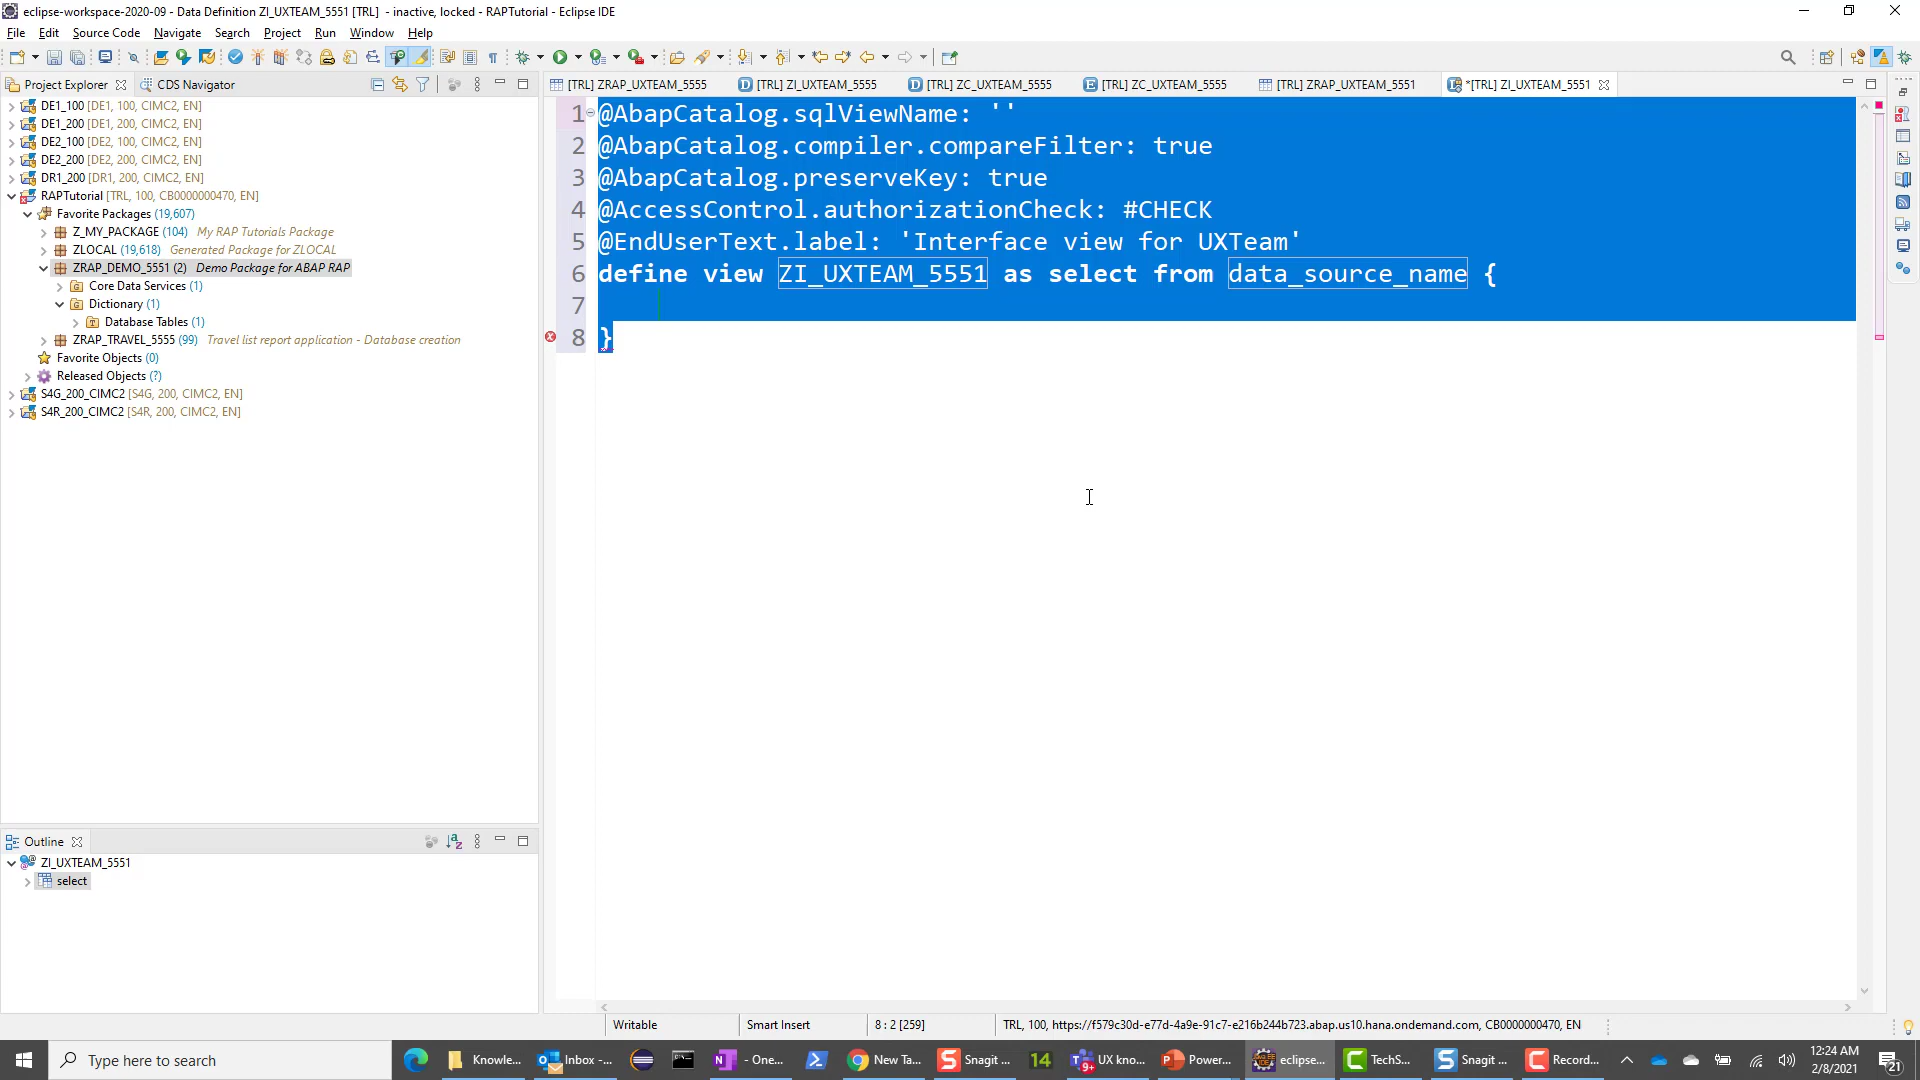 eclipse-workspace-2020-09 - Data Definition ZI_UXTEAM_5551 [TRL] - inactive, locked - RAPTutorial - Eclipse IDE
File Edit Source Code Navigate Search Project Run Window Help
Project Explorer CDS Navigator
[TRL] ZRAP_UXTEAM_5555 [TRL] ZI_UXTEAM_5555 [TRL] ZC_UXTEAM_5555 [TRL] ZC_UXTEAM_5555 [TRL] ZRAP_UXTEAM_5551 *[TRL] ZI_UXTEAM_5551
DE1_100 [DE1, 100, CIMC2, EN]
DE1_200 [DE1, 200, CIMC2, EN]
DE2_100 [DE2, 100, CIMC2, EN]
DE2_200 [DE2, 200, CIMC2, EN]
DR1_200 [DR1, 200, CIMC2, EN]
RAPTutorial [TRL, 100, CB0000000470, EN]
Favorite Packages (19,607)
Z_MY_PACKAGE (104) My RAP Tutorials Package
ZLOCAL (19,618) Generated Package for ZLOCAL
ZRAP_DEMO_5551 (2) Demo Package for ABAP RAP
Core Data Services (1)
Dictionary (1)
Database Tables (1)
ZRAP_TRAVEL_5555 (99) Travel list report application - Database creation
Favorite Objects (0)
Released Objects (?)
S4G_200_CIMC2 [S4G, 200, CIMC2, EN]
S4R_200_CIMC2 [S4R, 200, CIMC2, EN]
1 @AbapCatalog.sqlViewName: ''
2 @AbapCatalog.compiler.compareFilter: true
3 @AbapCatalog.preserveKey: true
4 @AccessControl.authorizationCheck: #CHECK
5 @EndUserText.label: 'Interface view for UXTeam'
6 define view ZI_UXTEAM_5551 as select from data_source_name {
7
8 }
Outline
ZI_UXTEAM_5551
select
Writable Smart Insert 8 : 2 [259] TRL, 100, https://f579c30d-e77d-4a9e-91c7-e216b244b723.abap.us10.hana.ondemand.com, CB0000000470, EN
Type here to search
Knowle... Inbox -... - One... New Ta... Snagit ... 14 UX kno... 9+ Power... eclipse... TechS... Snagit ... Record...
12:24 AM
2/8/2021
21